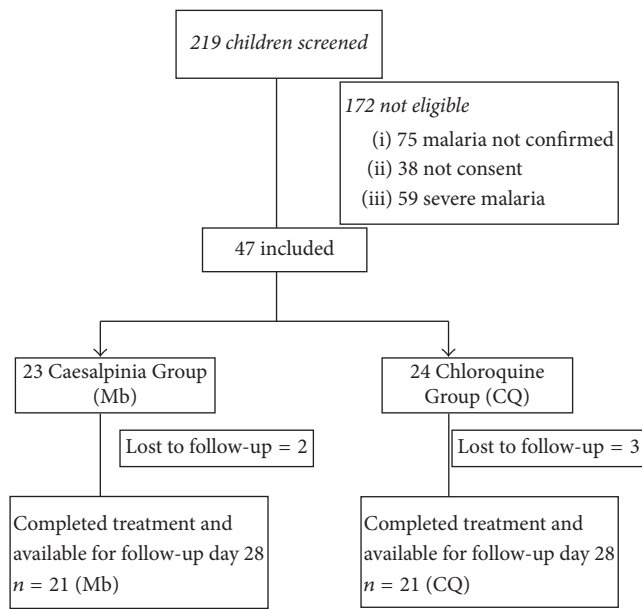 219 children screened
172 not eligible
(i) 75 malaria not confirmed
(ii) 38 not consent
(iii) 59 severe malaria
47 included
23 Caesalpinia Group
(Mb)
24 Chloroquine
Group (CQ)
Lost to follow-up = 2
Lost to follow-up = 3
Completed treatment and
available for follow-up day 28
n = 21 (Mb)
Completed treatment and
available for follow-up day 28
n = 21 (CQ)